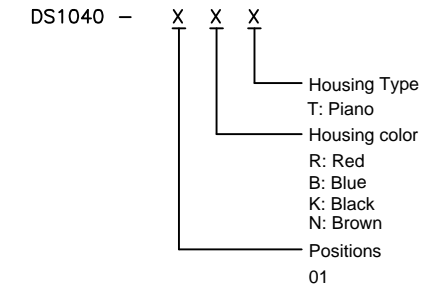 DS1040 – X X X
Housing Type
T: Piano
Housing color
R: Red
B: Blue
K: Black
N: Brown
Positions
01